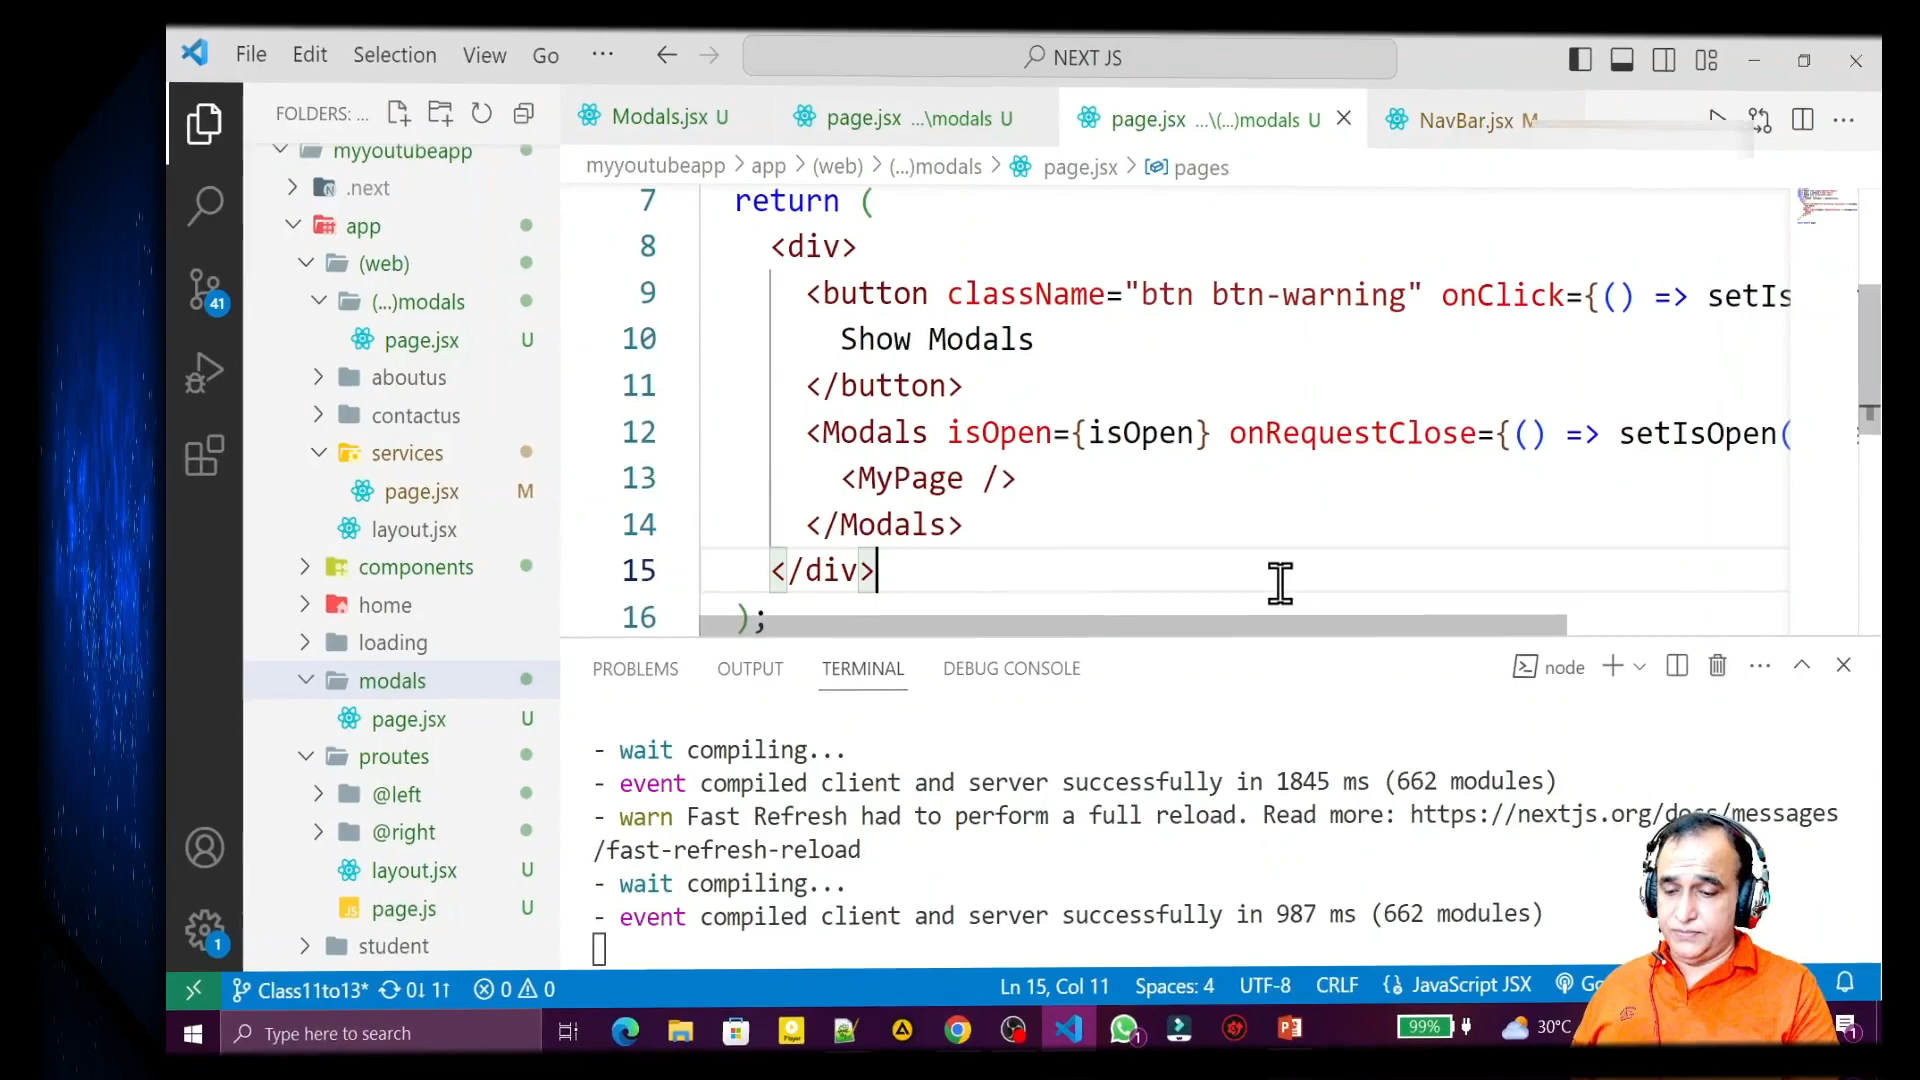 File Edit Selection View Go ··· NEXT JS
FOLDERS: ...
Modals.jsx U page.jsx ...\modals U page.jsx ...\(...)modals U NavBar.jsx M
myyoutubeapp > app > (web) > (...)modals > page.jsx > pages
myyoutubeapp
.next
app
(web)
(...)modals
page.jsx U
aboutus
contactus
services
page.jsx M
layout.jsx
components
home
loading
modals
page.jsx U
proutes
@left
@right
layout.jsx U
JS page.js U
student
41
1
7 return (
8 <div>
9 <button className="btn btn-warning" onClick={() => setIs
10 Show Modals
11 </button>
12 <Modals isOpen={isOpen} onRequestClose={() => setIsOpen(
13 <MyPage />
14 </Modals>
15 </div>
16 );
PROBLEMS OUTPUT TERMINAL DEBUG CONSOLE node
- wait compiling...
- event compiled client and server successfully in 1845 ms (662 modules)
- warn Fast Refresh had to perform a full reload. Read more: https://nextjs.org/docs/messages
/fast-refresh-reload
- wait compiling...
- event compiled client and server successfully in 987 ms (662 modules)
Class11to13* 0↓ 1↑ 0 0 Ln 15, Col 11 Spaces: 4 UTF-8 CRLF JavaScript JSX Go
Type here to search 1 99% 30°C 1